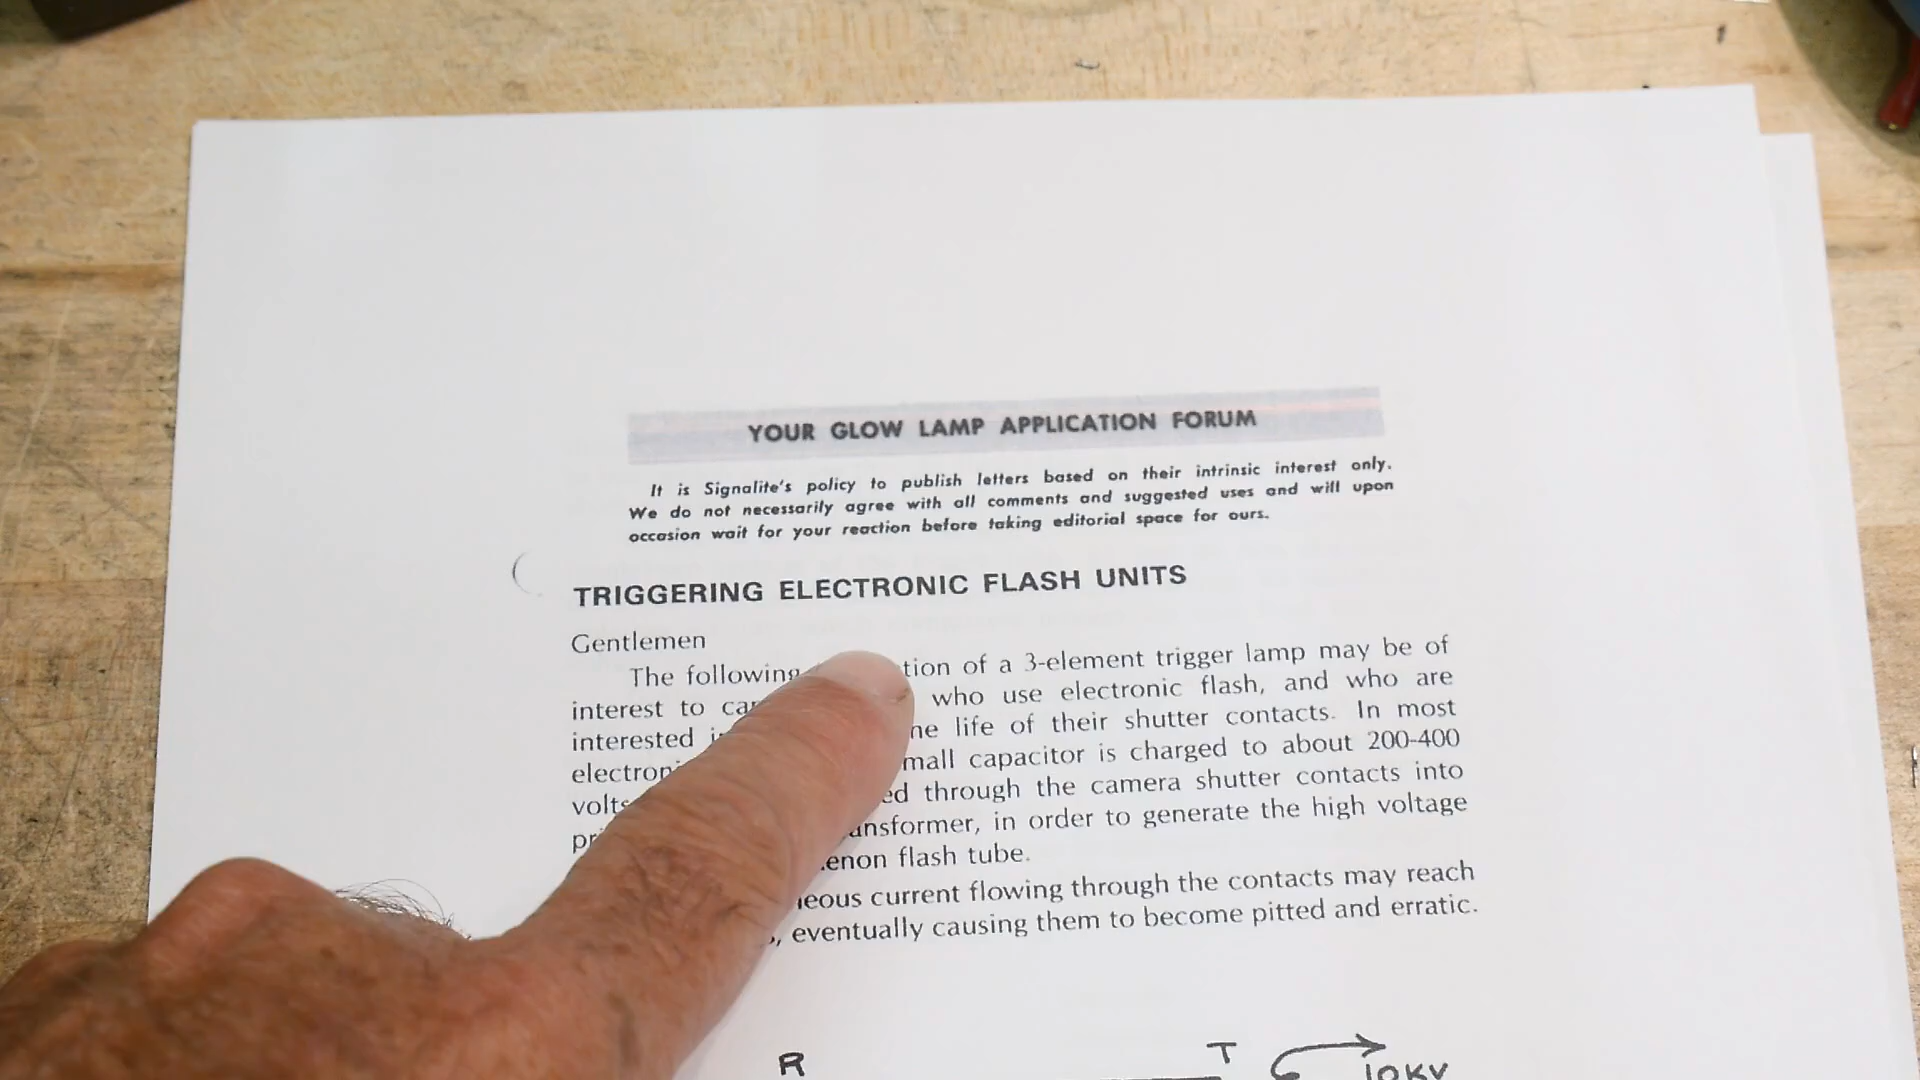 YOUR GLOW LAMP APPLICATION FORUM
It is Signalite's policy to publish letters based on their intrinsic interest only.
We do not necessarily agree with all comments and suggested uses and will upon
occasion wait for your reaction before taking editorial space for ours.
TRIGGERING ELECTRONIC FLASH UNITS
Gentlemen
The following of a 3-element trigger lamp may be of
interest to who use electronic flash, and who are
interested life of their shutter contacts. In most
capacitor is charged to about 200-400
volts through the camera shutter contacts into
in order to generate the high voltage
flash tube.
current flowing through the contacts may reach
eventually causing them to become pitted and erratic.
R T 10KV